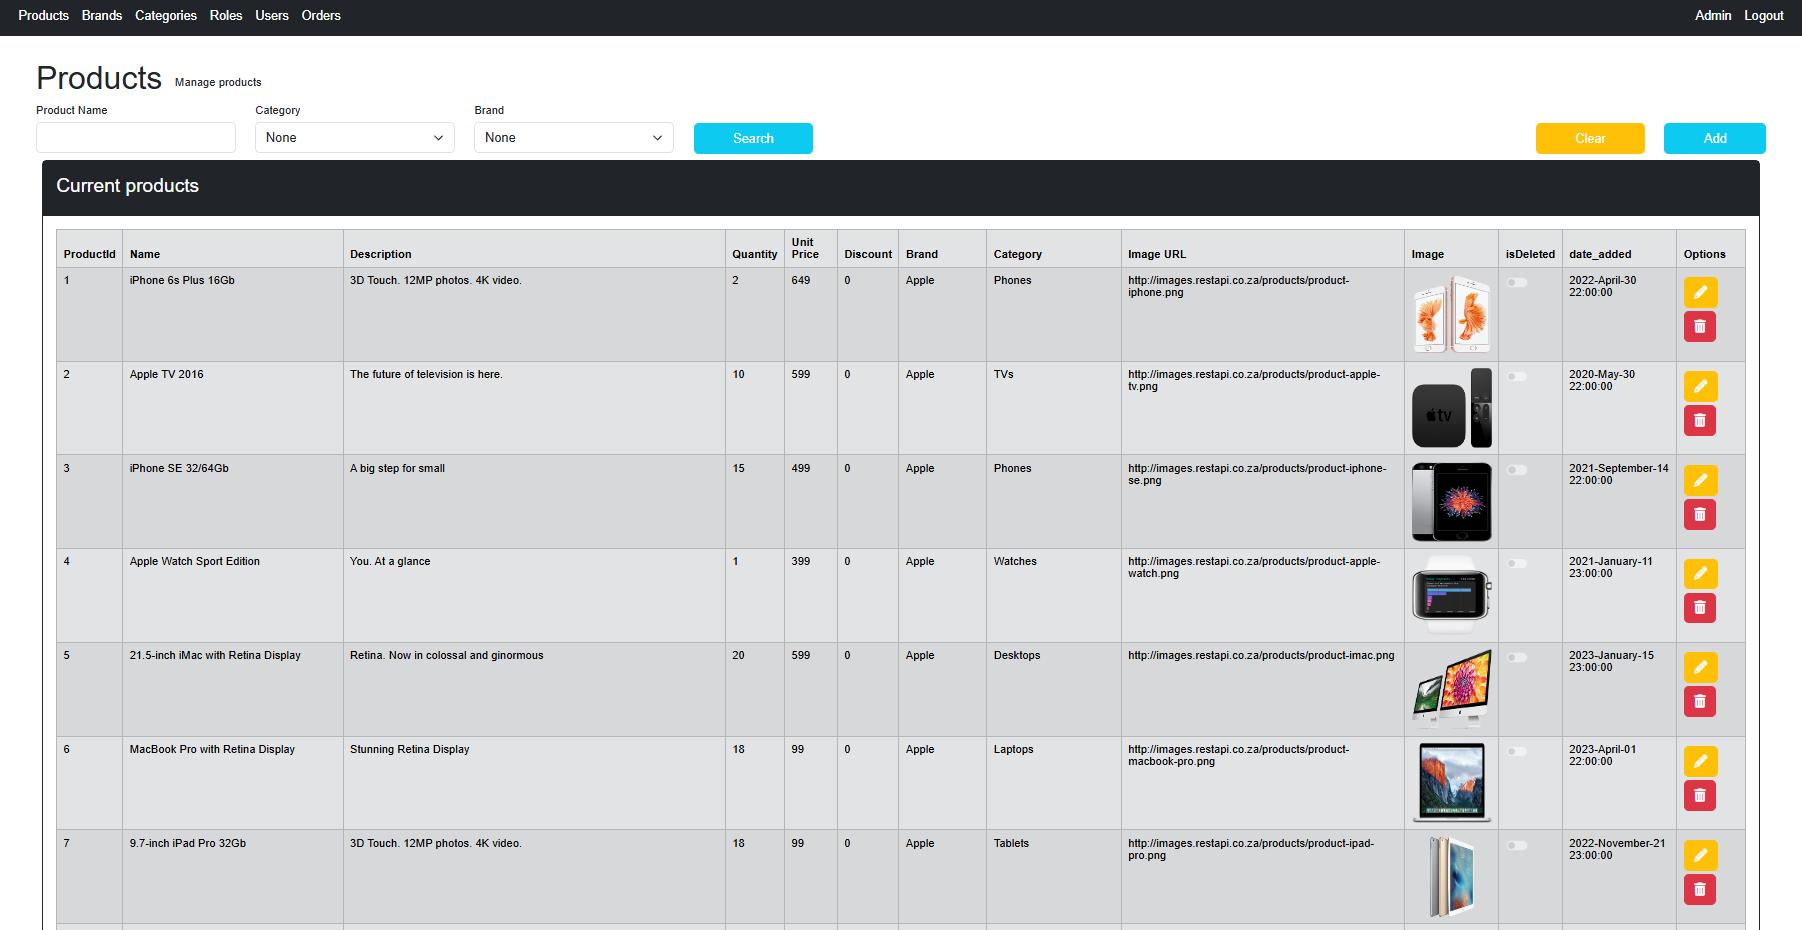 Products Brands Categories Roles Users Orders Admin Logout
Products Manage products
Product Name Category Brand
None None Search Clear Add
Current products
ProductId Name Description Quantity Unit Price Discount Brand Category Image URL Image isDeleted date_added Options
1 iPhone 6s Plus 16Gb 3D Touch. 12MP photos. 4K video. 2 649 0 Apple Phones http://images.restapi.co.za/products/product-iphone.png 2022-April-30 22:00:00
2 Apple TV 2016 The future of television is here. 10 599 0 Apple TVs http://images.restapi.co.za/products/product-apple-tv.png tv 2020-May-30 22:00:00
3 iPhone SE 32/64Gb A big step for small 15 499 0 Apple Phones http://images.restapi.co.za/products/product-iphone-se.png 2021-September-14 22:00:00
4 Apple Watch Sport Edition You. At a glance 1 399 0 Apple Watches http://images.restapi.co.za/products/product-apple-watch.png 2021-January-11 23:00:00
5 21.5-inch iMac with Retina Display Retina. Now in colossal and ginormous 20 599 0 Apple Desktops http://images.restapi.co.za/products/product-imac.png 2023-January-15 23:00:00
6 MacBook Pro with Retina Display Stunning Retina Display 18 99 0 Apple Laptops http://images.restapi.co.za/products/product-macbook-pro.png 2023-April-01 22:00:00
7 9.7-inch iPad Pro 32Gb 3D Touch. 12MP photos. 4K video. 18 99 0 Apple Tablets http://images.restapi.co.za/products/product-ipad-pro.png 2022-November-21 23:00:00